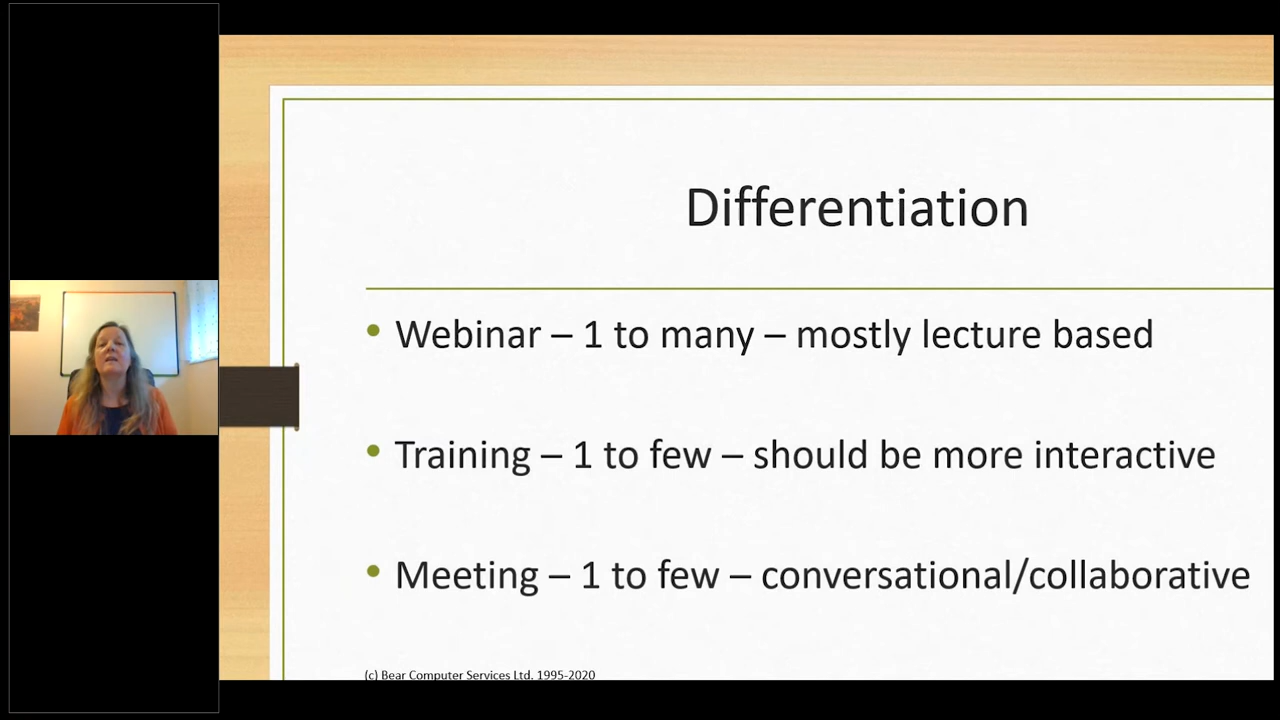 Differentiation
• Webinar – 1 to many – mostly lecture based
• Training – 1 to few – should be more interactive
• Meeting – 1 to few – conversational/collaborative
(c) Bear Computer Services Ltd. 1995-2020